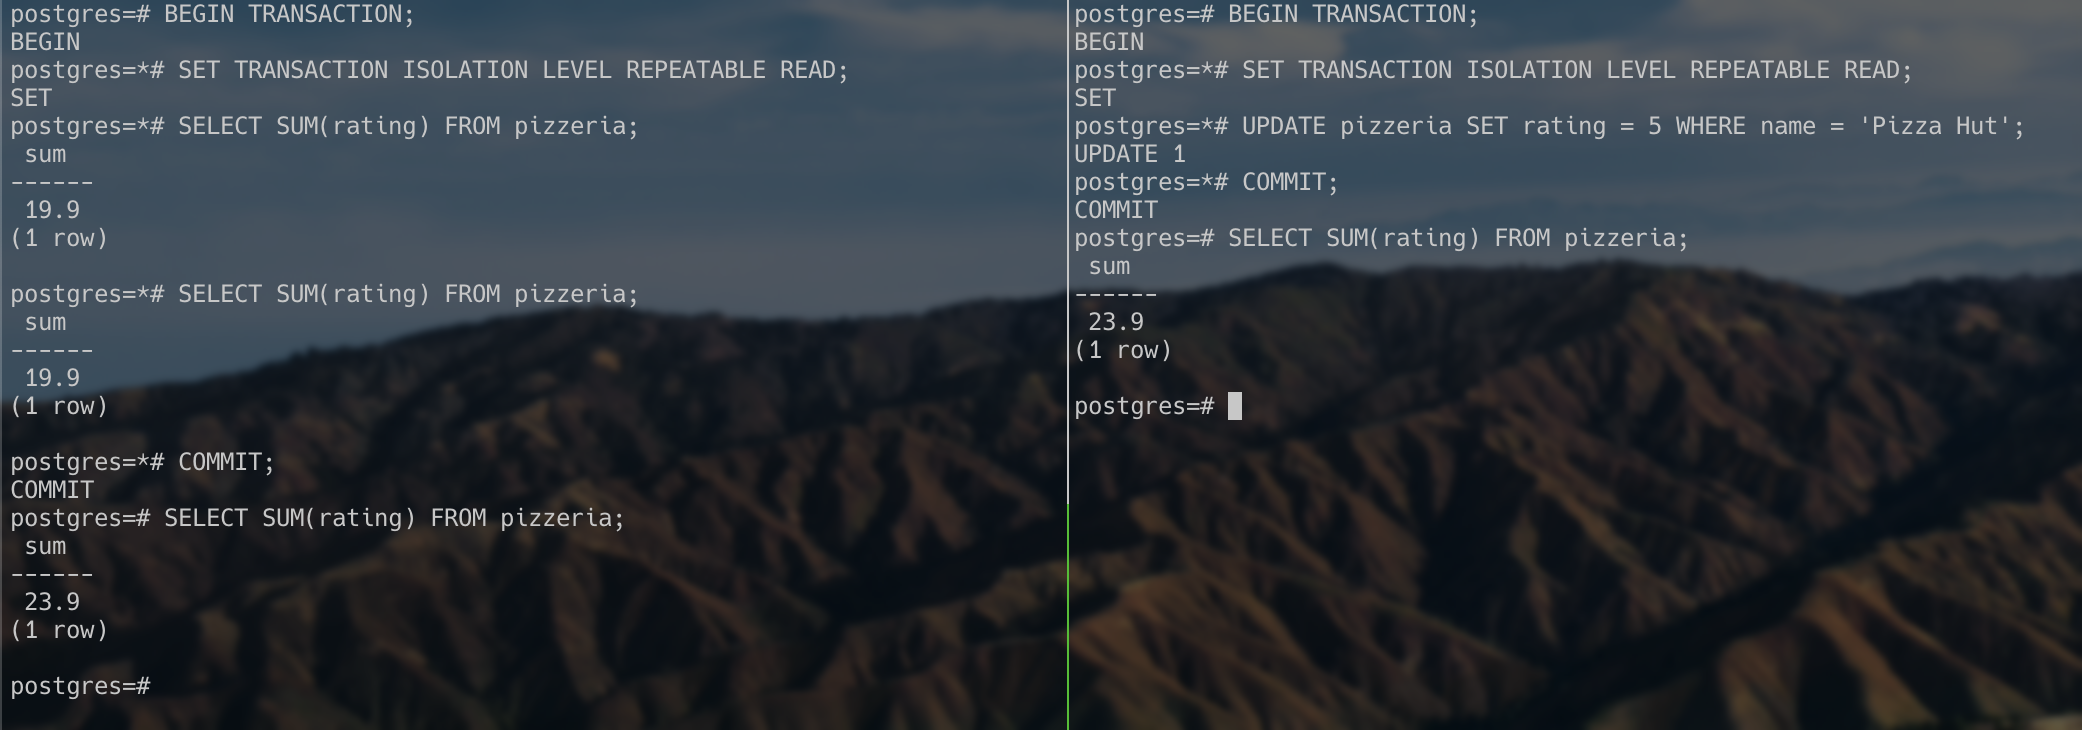 postgres=# BEGIN TRANSACTION;
BEGIN
postgres=*# SET TRANSACTION ISOLATION LEVEL REPEATABLE READ;
SET
postgres=*# SELECT SUM(rating) FROM pizzeria;
 sum
------
 19.9
(1 row)

postgres=*# SELECT SUM(rating) FROM pizzeria;
 sum
------
 19.9
(1 row)

postgres=*# COMMIT;
COMMIT
postgres=# SELECT SUM(rating) FROM pizzeria;
 sum
------
 23.9
(1 row)

postgres=#
postgres=# BEGIN TRANSACTION;
BEGIN
postgres=*# SET TRANSACTION ISOLATION LEVEL REPEATABLE READ;
SET
postgres=*# UPDATE pizzeria SET rating = 5 WHERE name = 'Pizza Hut';
UPDATE 1
postgres=*# COMMIT;
COMMIT
postgres=# SELECT SUM(rating) FROM pizzeria;
 sum
------
 23.9
(1 row)

postgres=#